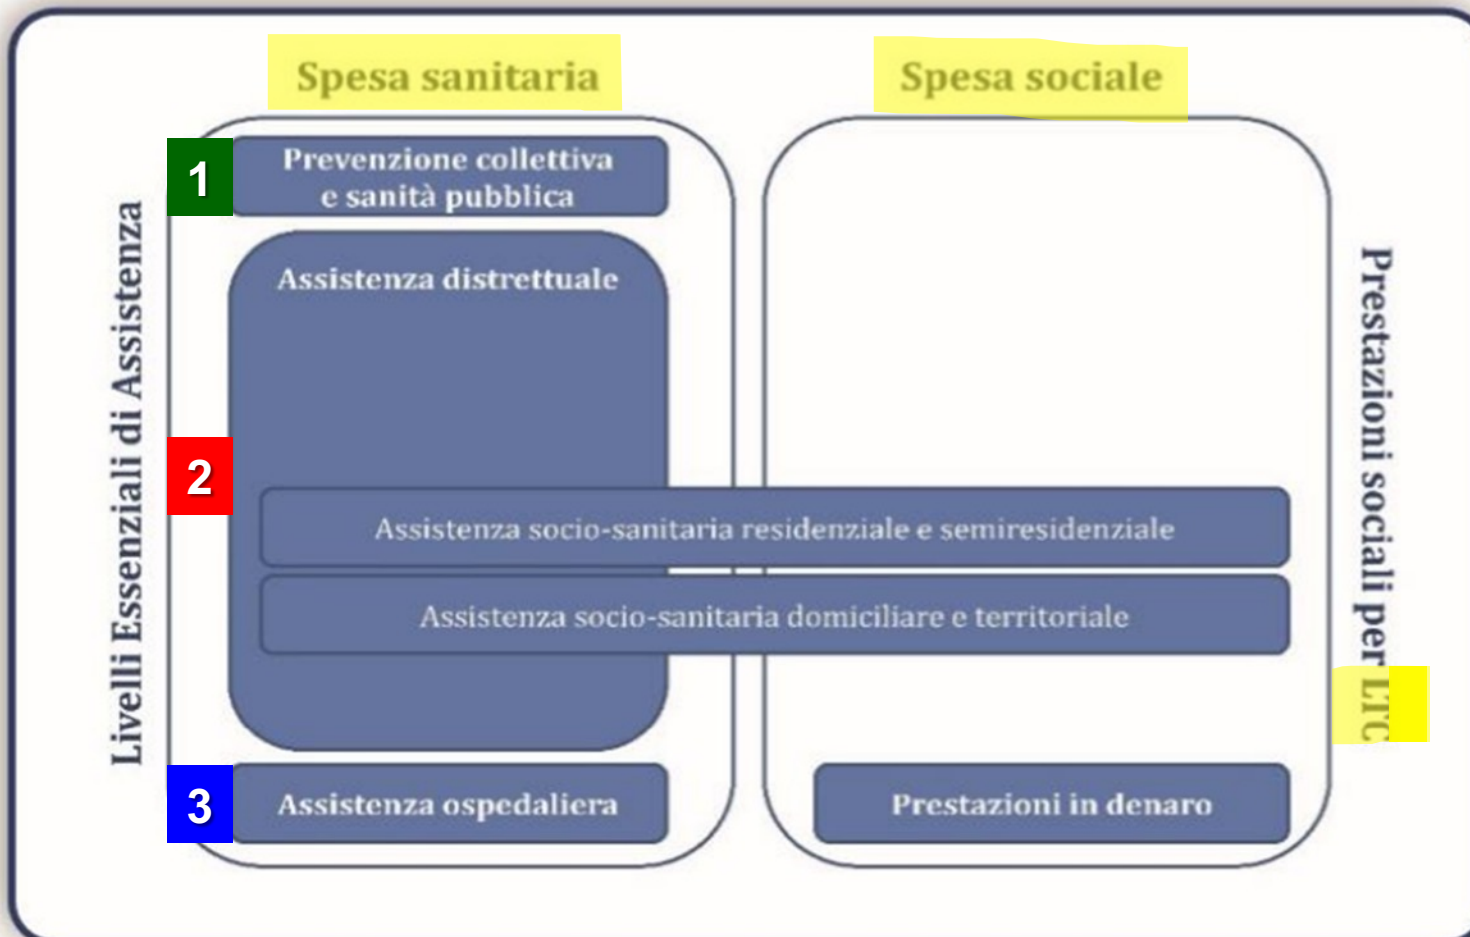 Spesa sanitaria
Spesa sociale
Livelli Essenziali di Assistenza
1
Prevenzione collettiva
e sanità pubblica
Assistenza distrettuale
2
Assistenza socio-sanitaria residenziale e semiresidenziale
Assistenza socio-sanitaria domiciliare e territoriale
3
Assistenza ospedaliera
Prestazioni in denaro
Prestazioni sociali per LTC